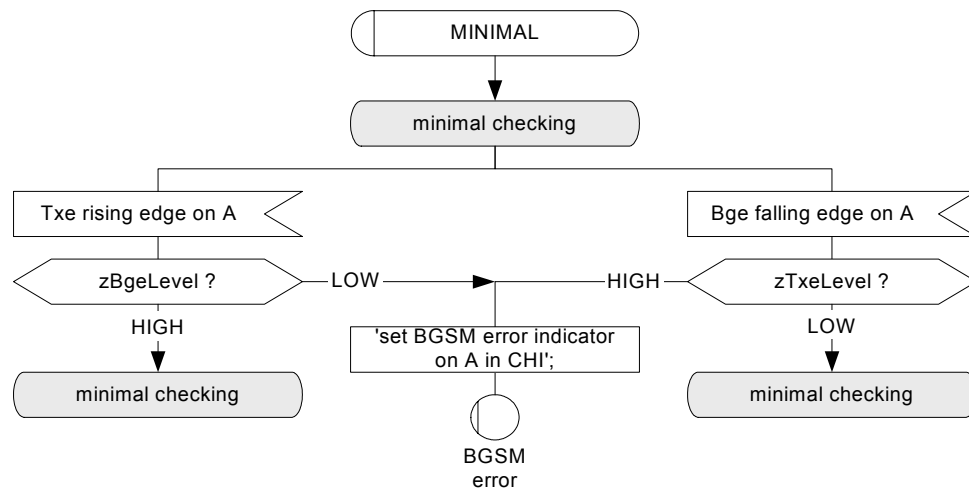 MINIMAL
minimal checking
Txe rising edge on A
Bge falling edge on A
zBgeLevel ?
LOW
HIGH
zTxeLevel ?
HIGH
LOW
'set BGSM error indicator
on A in CHI';
minimal checking
minimal checking
BGSM
error